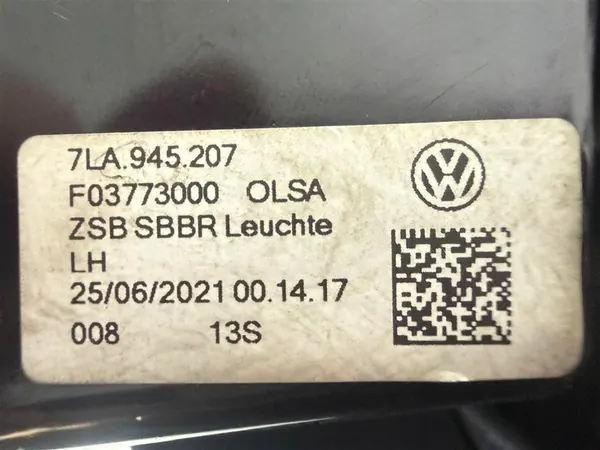 7LA.945.207
F03773000 OLSA
ZSB SBBR Leuchte
LH
25/06/2021 00.14.17
008 13S